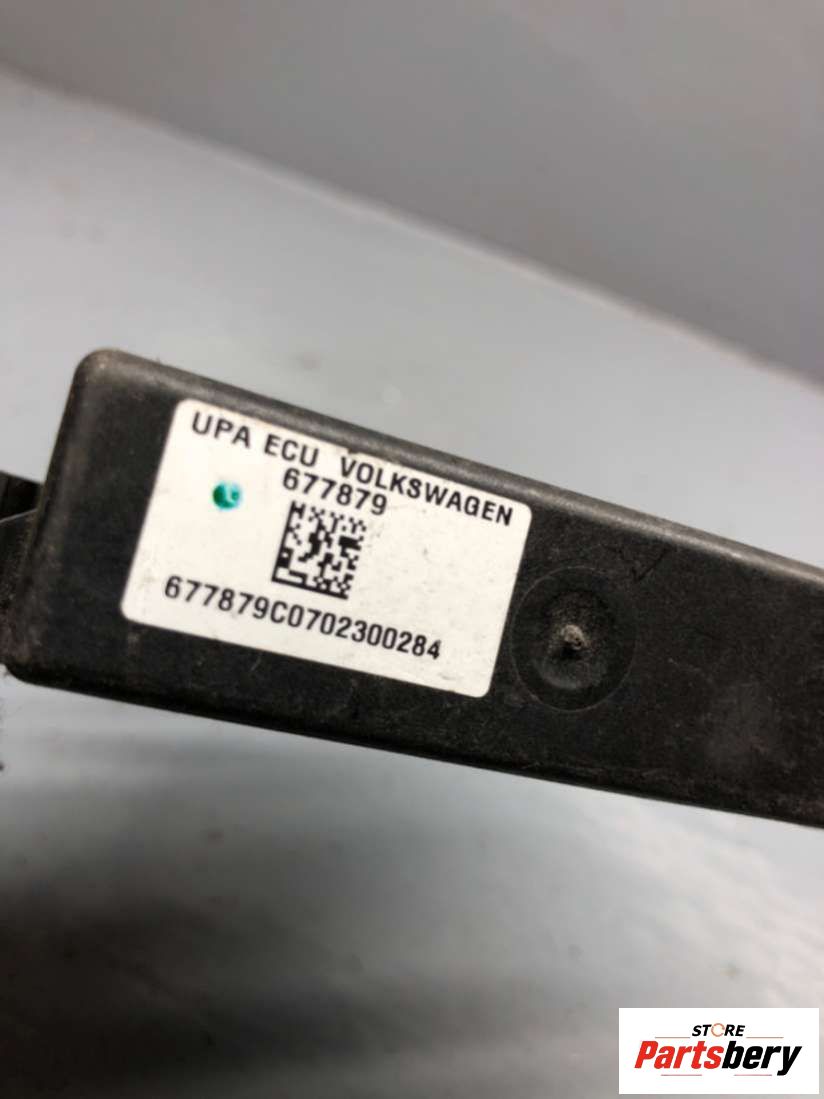 UPA ECU VOLKSWAGEN
677879
677879C0702300284
STORE
Partsbery